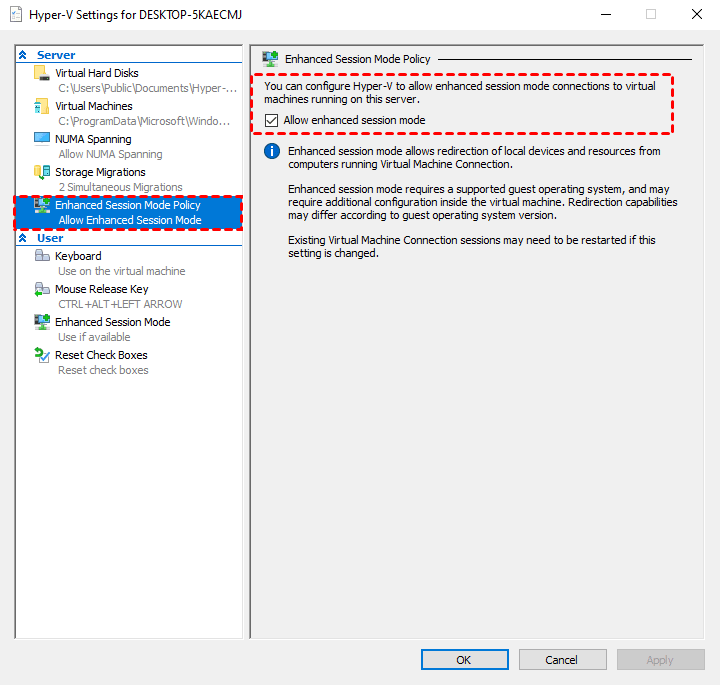 Hyper-V Settings for DESKTOP-5KAECMJ
Server
Virtual Hard Disks
C:\Users\Public\Documents\Hyper-...
Virtual Machines
C:\ProgramData\Microsoft\Windo...
NUMA Spanning
Allow NUMA Spanning
Storage Migrations
2 Simultaneous Migrations
Enhanced Session Mode Policy
Allow Enhanced Session Mode
User
Keyboard
Use on the virtual machine
Mouse Release Key
CTRL+ALT+LEFT ARROW
Enhanced Session Mode
Use if available
Reset Check Boxes
Reset check boxes
Enhanced Session Mode Policy
You can configure Hyper-V to allow enhanced session mode connections to virtual
machines running on this server.
Allow enhanced session mode
Enhanced session mode allows redirection of local devices and resources from
computers running Virtual Machine Connection.
Enhanced session mode requires a supported guest operating system, and may
require additional configuration inside the virtual machine. Redirection capabilities
may differ according to guest operating system version.
Existing Virtual Machine Connection sessions may need to be restarted if this
setting is changed.
OK
Cancel
Apply